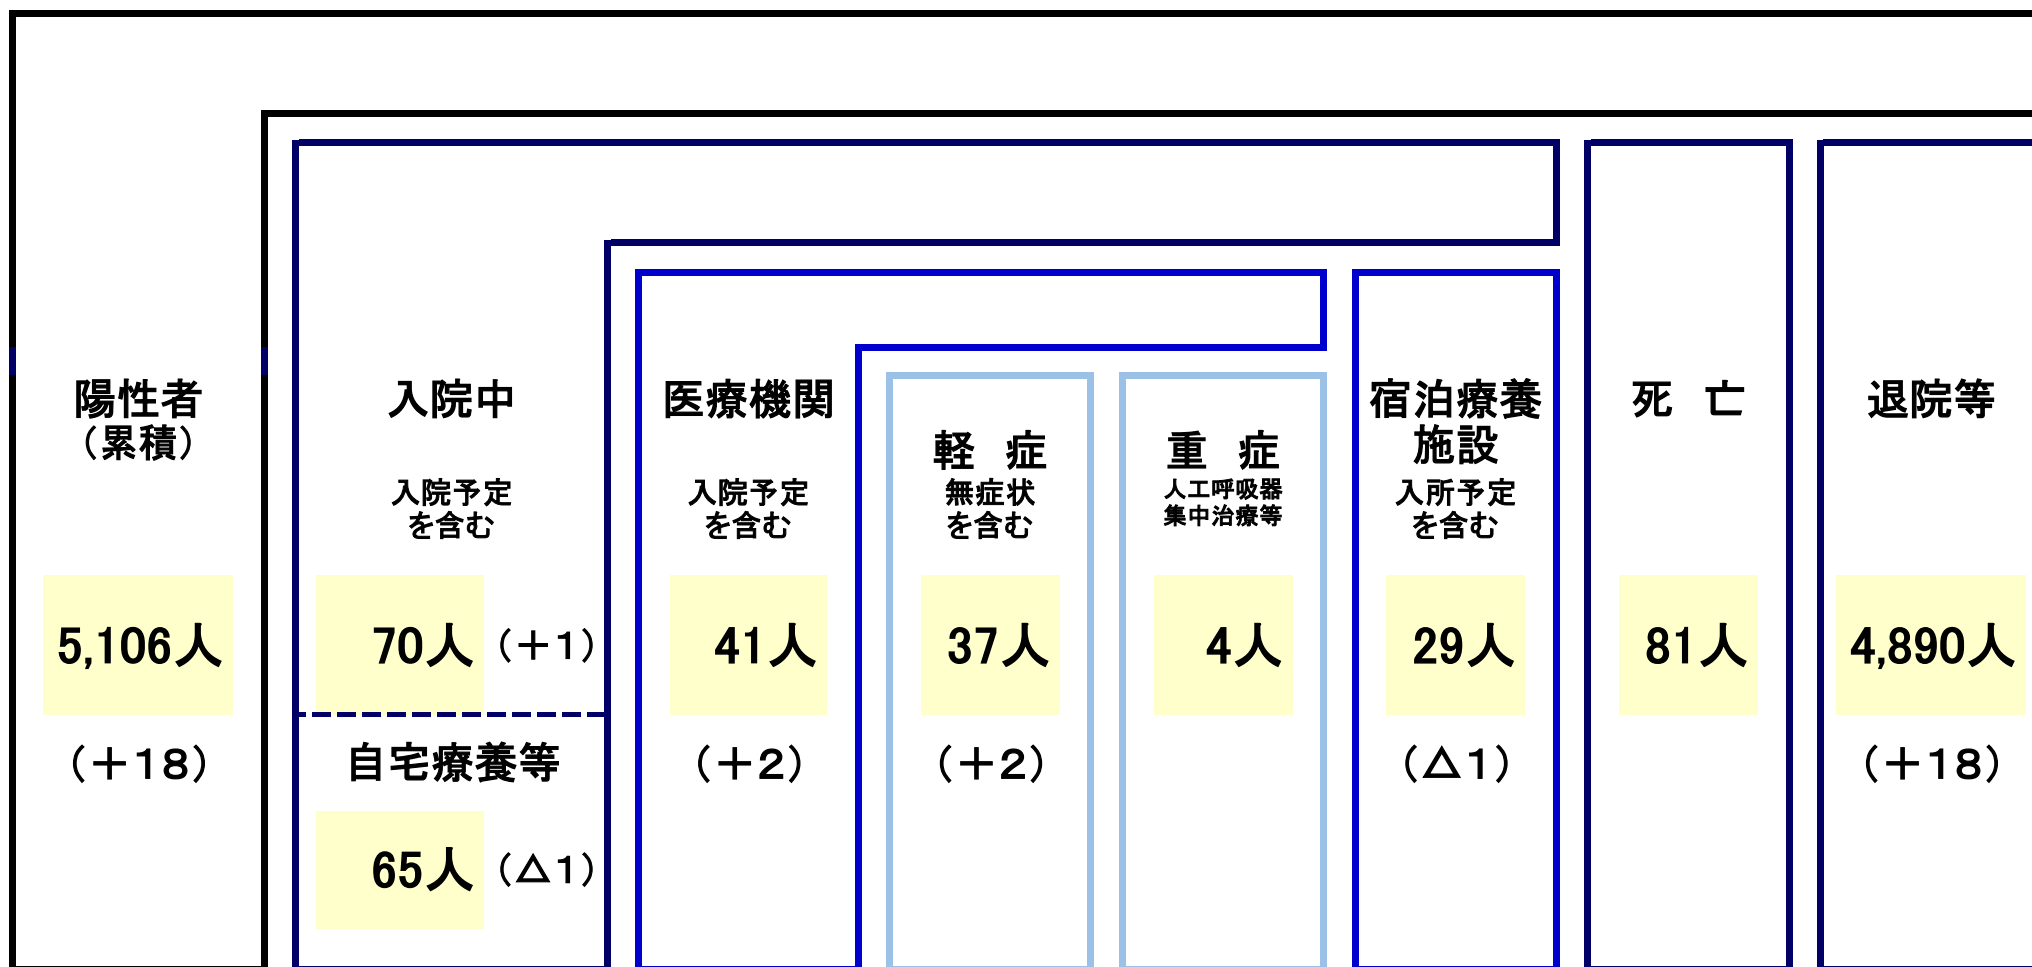 陽性者
（累積）
5,106人
（＋18）
入院中
入院予定
を含む
70人（＋1）
自宅療養等
65人（△1）
医療機関
入院予定
を含む
41人
（＋2）
軽 症
無症状
を含む
37人
（＋2）
重 症
人工呼吸器
集中治療等
4人
宿泊療養
施設
入所予定
を含む
29人
（△1）
死 亡
81人
退院等
4,890人
（＋18）